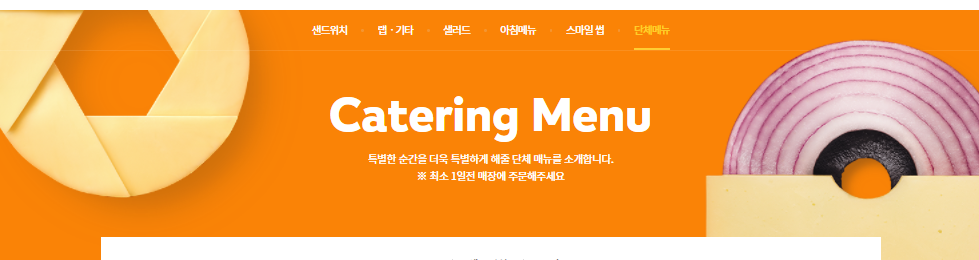 샌드위치 · 랩 · 기타 · 샐러드 · 아침메뉴 · 스마일 썹 · 단체메뉴
Catering Menu
특별한 순간을 더욱 특별하게 해줄 단체 메뉴를 소개합니다.
※ 최소 1일전 매장에 주문해주세요